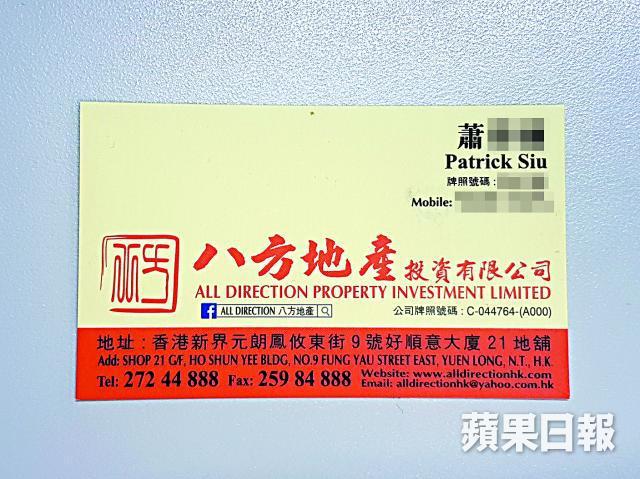 蕭
Patrick Siu
牌照號碼 :
Mobile:
八方地產投資有限公司
ALL DIRECTION PROPERTY INVESTMENT LIMITED
f ALL DIRECTION 八方地產
公司牌照號碼 : C-044764-(A000)
地址 : 香港新界元朗鳳攸東街 9 號好順意大廈 21 地舖
Add: SHOP 21 G/F, HO SHUN YEE BLDG, NO.9 FUNG YAU STREET EAST, YUEN LONG, N.T., H.K.
Tel: 272 44 888 Fax: 259 84 888
Website: www.alldirectionhk.com
Email: alldirectionhk@yahoo.com.hk
蘋果日報